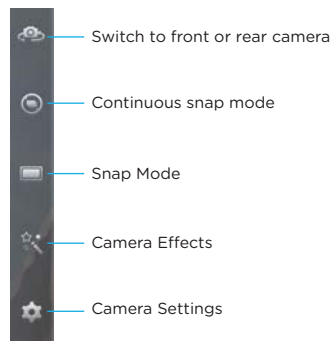 Switch to front or rear camera
Continuous snap mode
Snap Mode
Camera Effects
Camera Settings